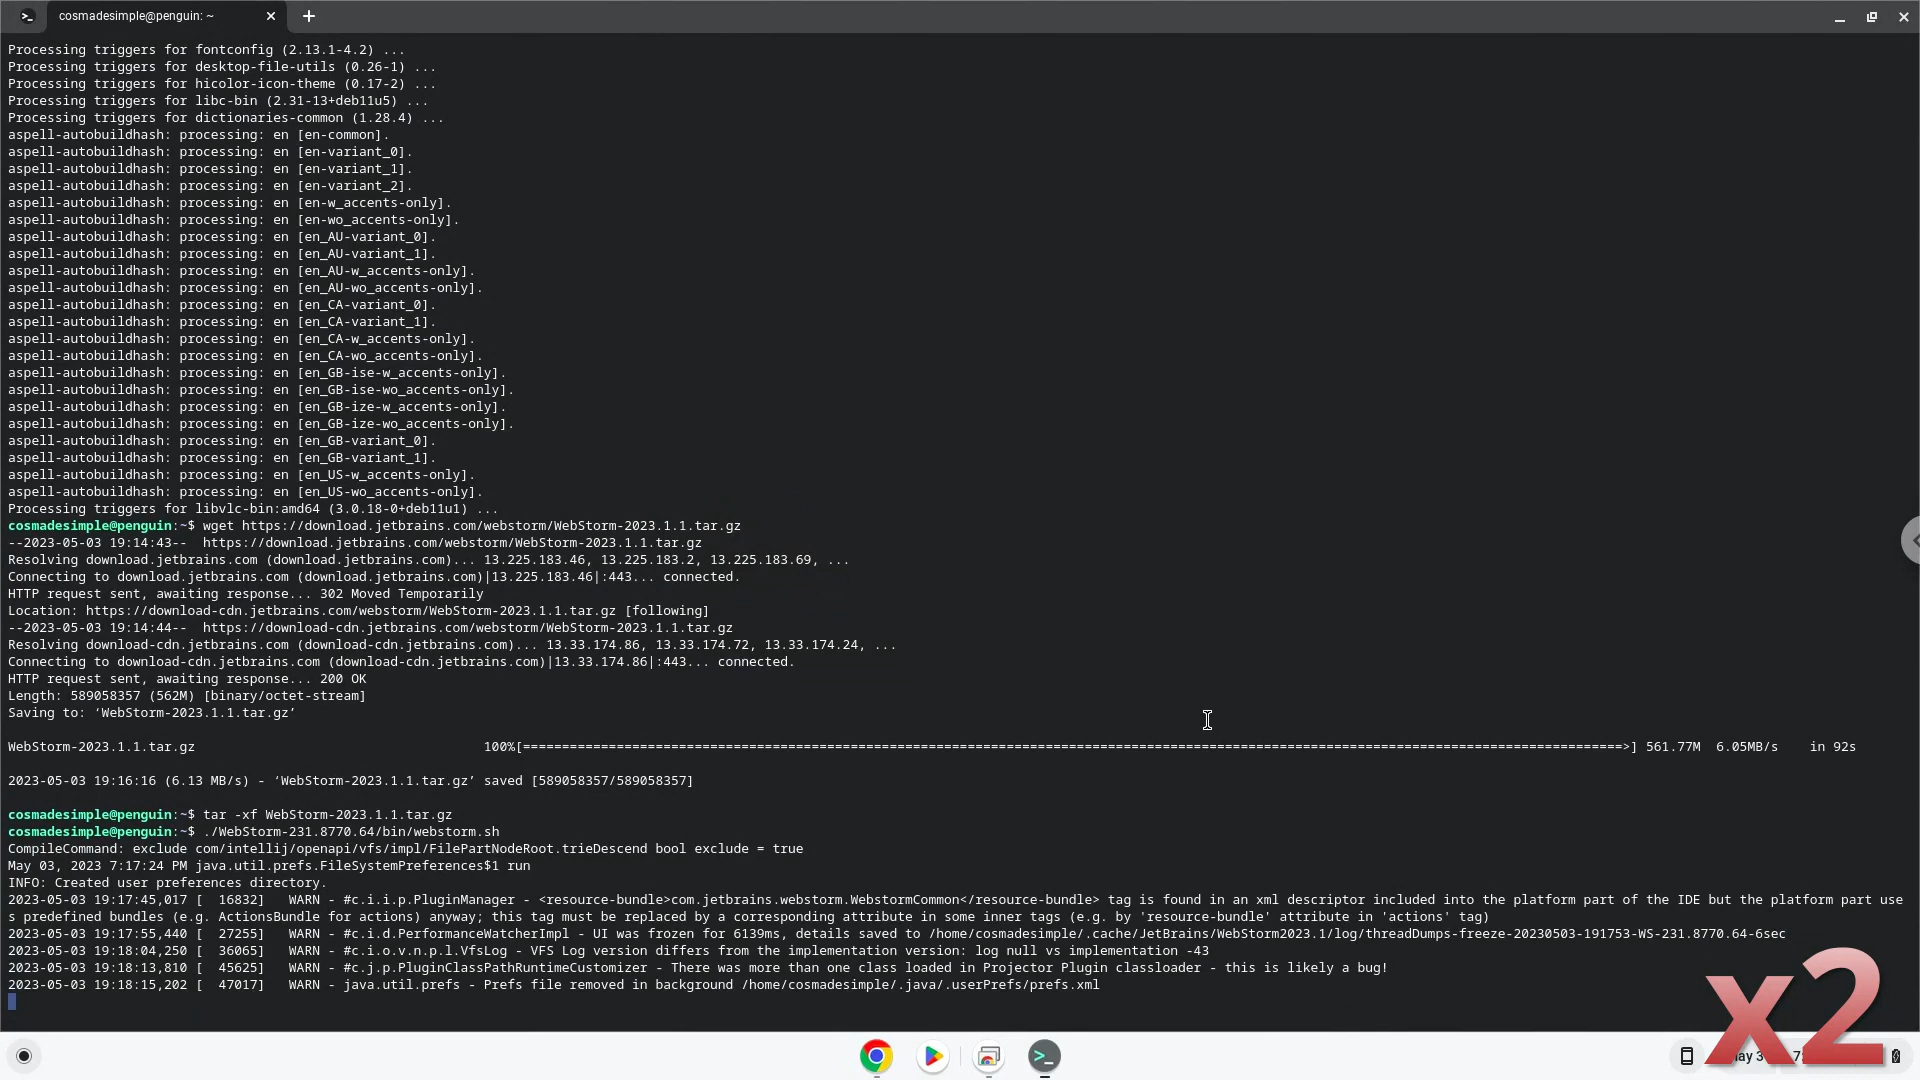 cosmadesimple@penguin: ~
Processing triggers for fontconfig (2.13.1-4.2) ...
Processing triggers for desktop-file-utils (0.26-1) ...
Processing triggers for hicolor-icon-theme (0.17-2) ...
Processing triggers for libc-bin (2.31-13+deb11u5) ...
Processing triggers for dictionaries-common (1.28.4) ...
aspell-autobuildhash: processing: en [en-common].
aspell-autobuildhash: processing: en [en-variant_0].
aspell-autobuildhash: processing: en [en-variant_1].
aspell-autobuildhash: processing: en [en-variant_2].
aspell-autobuildhash: processing: en [en-w_accents-only].
aspell-autobuildhash: processing: en [en-wo_accents-only].
aspell-autobuildhash: processing: en [en_AU-variant_0].
aspell-autobuildhash: processing: en [en_AU-variant_1].
aspell-autobuildhash: processing: en [en_AU-w_accents-only].
aspell-autobuildhash: processing: en [en_AU-wo_accents-only].
aspell-autobuildhash: processing: en [en_CA-variant_0].
aspell-autobuildhash: processing: en [en_CA-variant_1].
aspell-autobuildhash: processing: en [en_CA-w_accents-only].
aspell-autobuildhash: processing: en [en_CA-wo_accents-only].
aspell-autobuildhash: processing: en [en_GB-ise-w_accents-only].
aspell-autobuildhash: processing: en [en_GB-ise-wo_accents-only].
aspell-autobuildhash: processing: en [en_GB-ize-w_accents-only].
aspell-autobuildhash: processing: en [en_GB-ize-wo_accents-only].
aspell-autobuildhash: processing: en [en_GB-variant_0].
aspell-autobuildhash: processing: en [en_GB-variant_1].
aspell-autobuildhash: processing: en [en_US-w_accents-only].
aspell-autobuildhash: processing: en [en_US-wo_accents-only].
Processing triggers for libvlc-bin:amd64 (3.0.18-0+deb11u1) ...
cosmadesimple@penguin:~$ wget https://download.jetbrains.com/webstorm/WebStorm-2023.1.1.tar.gz
--2023-05-03 19:14:43--  https://download.jetbrains.com/webstorm/WebStorm-2023.1.1.tar.gz
Resolving download.jetbrains.com (download.jetbrains.com)... 13.225.183.46, 13.225.183.2, 13.225.183.69, ...
Connecting to download.jetbrains.com (download.jetbrains.com)|13.225.183.46|:443... connected.
HTTP request sent, awaiting response... 302 Moved Temporarily
Location: https://download-cdn.jetbrains.com/webstorm/WebStorm-2023.1.1.tar.gz [following]
--2023-05-03 19:14:44--  https://download-cdn.jetbrains.com/webstorm/WebStorm-2023.1.1.tar.gz
Resolving download-cdn.jetbrains.com (download-cdn.jetbrains.com)... 13.33.174.86, 13.33.174.72, 13.33.174.24, ...
Connecting to download-cdn.jetbrains.com (download-cdn.jetbrains.com)|13.33.174.86|:443... connected.
HTTP request sent, awaiting response... 200 OK
Length: 589058357 (562M) [binary/octet-stream]
Saving to: ‘WebStorm-2023.1.1.tar.gz’
WebStorm-2023.1.1.tar.gz 100%[=============================================================================================================================================>] 561.77M 6.05MB/s in 92s
2023-05-03 19:16:16 (6.13 MB/s) - ‘WebStorm-2023.1.1.tar.gz’ saved [589058357/589058357]
cosmadesimple@penguin:~$ tar -xf WebStorm-2023.1.1.tar.gz
cosmadesimple@penguin:~$ ./WebStorm-231.8770.64/bin/webstorm.sh
CompileCommand: exclude com/intellij/openapi/vfs/impl/FilePartNodeRoot.trieDescend bool exclude = true
May 03, 2023 7:17:24 PM java.util.prefs.FileSystemPreferences$1 run
INFO: Created user preferences directory.
2023-05-03 19:17:45,017 [  16832]   WARN - #c.i.i.p.PluginManager - <resource-bundle>com.jetbrains.webstorm.WebstormCommon</resource-bundle> tag is found in an xml descriptor included into the platform part of the IDE but the platform part use
s predefined bundles (e.g. ActionsBundle for actions) anyway; this tag must be replaced by a corresponding attribute in some inner tags (e.g. by 'resource-bundle' attribute in 'actions' tag)
2023-05-03 19:17:55,440 [  27255]   WARN - #c.i.d.PerformanceWatcherImpl - UI was frozen for 6139ms, details saved to /home/cosmadesimple/.cache/JetBrains/WebStorm2023.1/log/threadDumps-freeze-20230503-191753-WS-231.8770.64-6sec
2023-05-03 19:18:04,250 [  36065]   WARN - #c.i.o.v.n.p.l.VfsLog - VFS Log version differs from the implementation version: log null vs implementation -43
2023-05-03 19:18:13,810 [  45625]   WARN - #c.j.p.PluginClassPathRuntimeCustomizer - There was more than one class loaded in Projector Plugin classloader - this is likely a bug!
2023-05-03 19:18:15,202 [  47017]   WARN - java.util.prefs - Prefs file removed in background /home/cosmadesimple/.java/.userPrefs/prefs.xml
x2